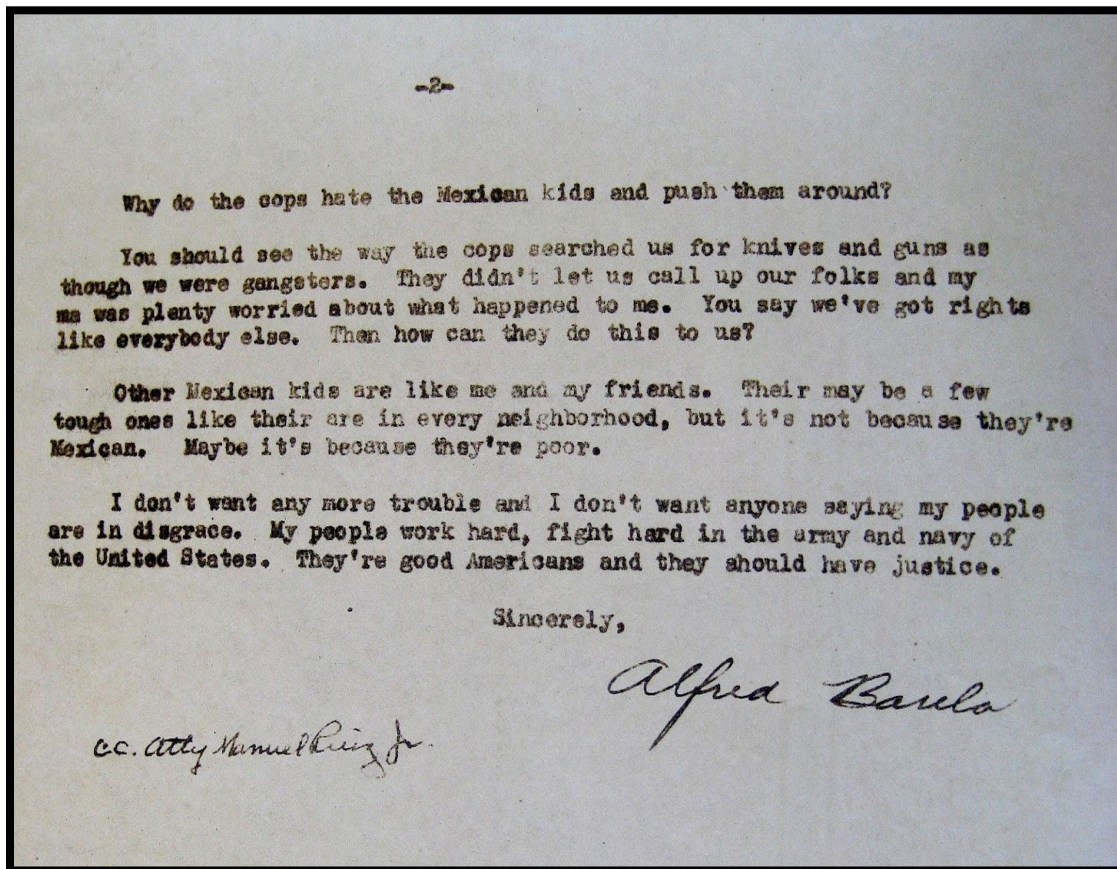 -2-
Why do the cops hate the Mexican kids and push them around?
You should see the way the cops searched us for knives and guns as
though we were gangsters. They didn't let us call up our folks and my
ma was plenty worried about what happened to me. You say we've got rights
like everybody else. Then how can they do this to us?
Other Mexican kids are like me and my friends. Their may be a few
tough ones like their are in every neighborhood, but it's not because they're
Mexican. Maybe it's because they're poor.
I don't want any more trouble and I don't want anyone saying my people
are in disgrace. My people work hard, fight hard in the army and navy of
the United States. They're good Americans and they should have justice.
Sincerely,
Alfred Barela
cc. Atty Manuel Ruiz Jr.